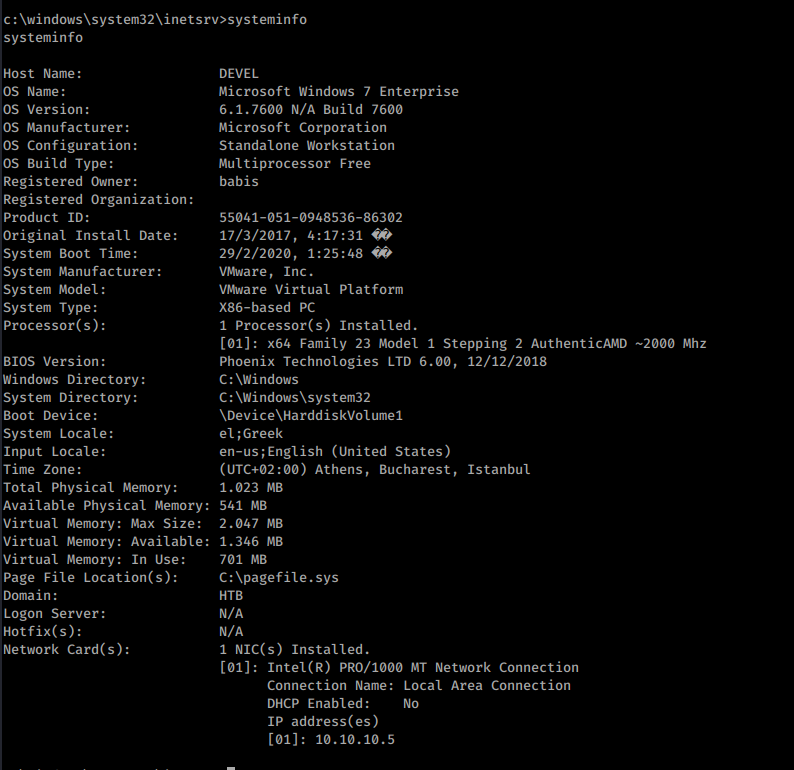 c:\windows\system32\inetsrv>systeminfo
systeminfo
Host Name: DEVEL
OS Name: Microsoft Windows 7 Enterprise
OS Version: 6.1.7600 N/A Build 7600
OS Manufacturer: Microsoft Corporation
OS Configuration: Standalone Workstation
OS Build Type: Multiprocessor Free
Registered Owner: babis
Registered Organization:
Product ID: 55041-051-0948536-86302
Original Install Date: 17/3/2017, 4:17:31 ��
System Boot Time: 29/2/2020, 1:25:48 ��
System Manufacturer: VMware, Inc.
System Model: VMware Virtual Platform
System Type: X86-based PC
Processor(s): 1 Processor(s) Installed.
[01]: x64 Family 23 Model 1 Stepping 2 AuthenticAMD ~2000 Mhz
BIOS Version: Phoenix Technologies LTD 6.00, 12/12/2018
Windows Directory: C:\Windows
System Directory: C:\Windows\system32
Boot Device: \Device\HarddiskVolume1
System Locale: el;Greek
Input Locale: en-us;English (United States)
Time Zone: (UTC+02:00) Athens, Bucharest, Istanbul
Total Physical Memory: 1.023 MB
Available Physical Memory: 541 MB
Virtual Memory: Max Size: 2.047 MB
Virtual Memory: Available: 1.346 MB
Virtual Memory: In Use: 701 MB
Page File Location(s): C:\pagefile.sys
Domain: HTB
Logon Server: N/A
Hotfix(s): N/A
Network Card(s): 1 NIC(s) Installed.
[01]: Intel(R) PRO/1000 MT Network Connection
Connection Name: Local Area Connection
DHCP Enabled: No
IP address(es)
[01]: 10.10.10.5